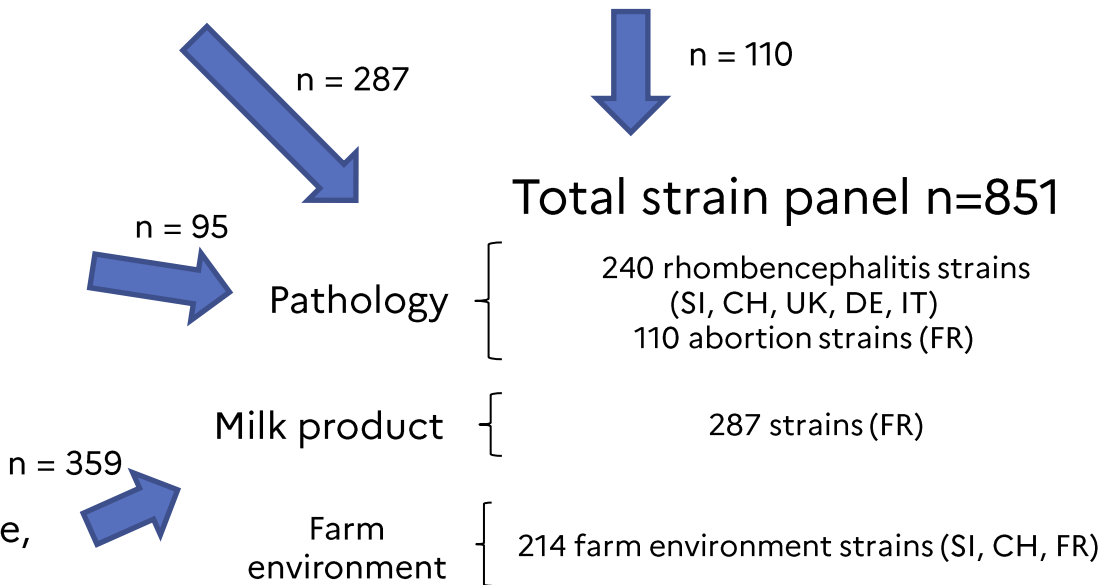 n = 287
n = 110
Total strain panel n=851
n = 95
Pathology
240 rhombencephalitis strains
(SI, CH, UK, DE, IT)
110 abortion strains (FR)
Milk product
287 strains (FR)
n = 359
e,
Farm
environment
214 farm environment strains (SI, CH, FR)